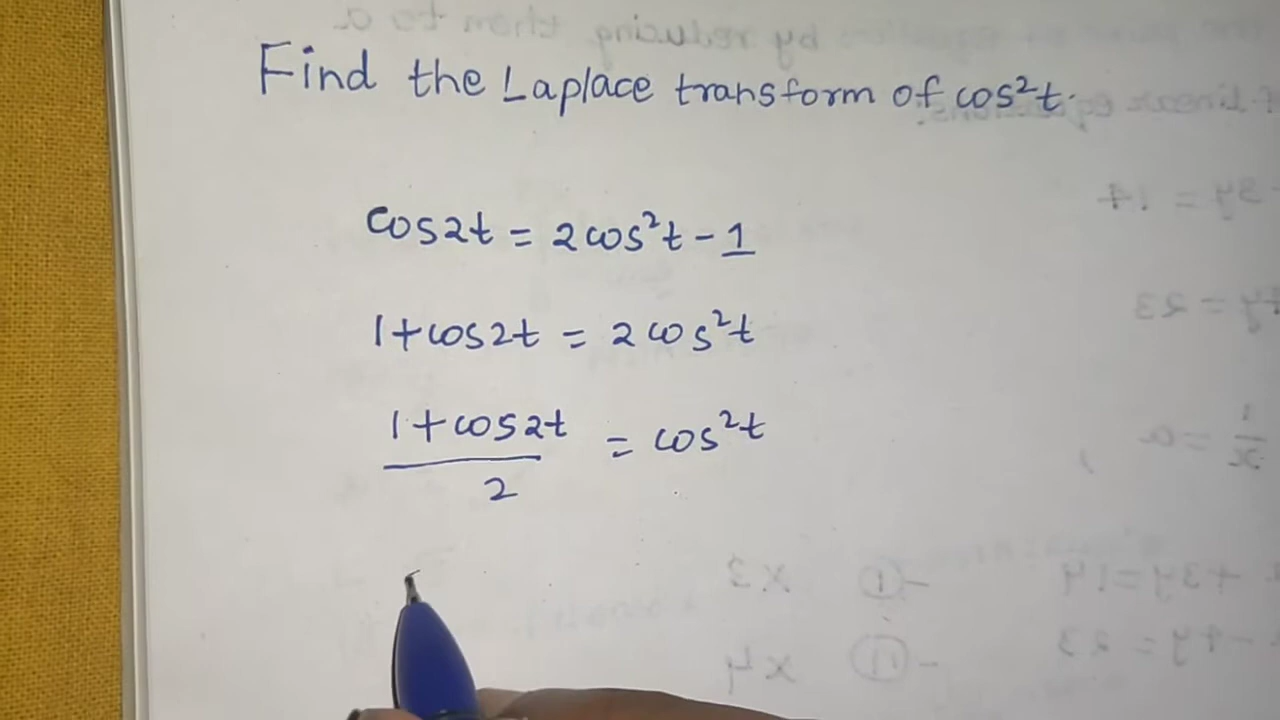 Find the Laplace transform of cos²t.
cos2t = 2cos²t - 1
1+cos2t = 2cos²t
1+cos2t
2
= cos²t